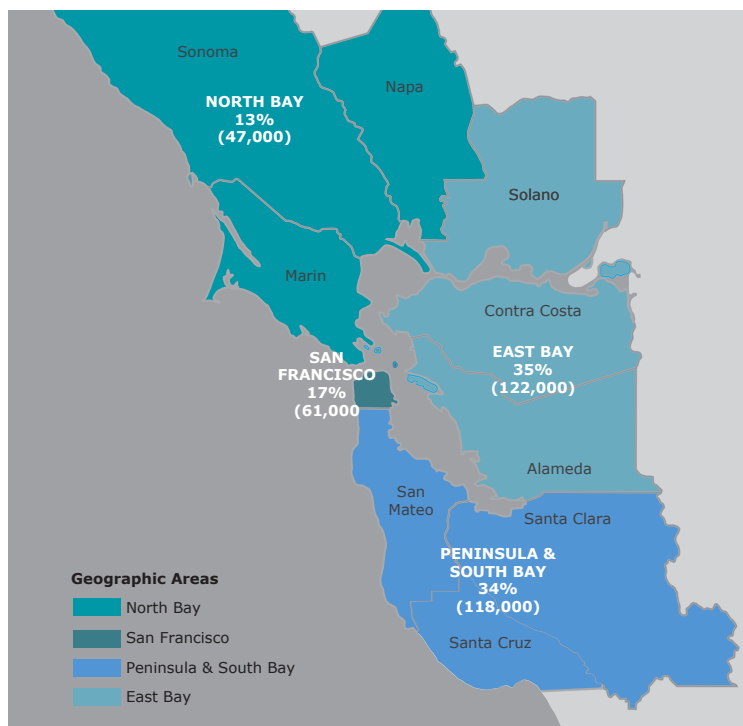 Sonoma
Napa
NORTH BAY
13%
(47,000)
Solano
Marin
Contra Costa
SAN
FRANCISCO
17%
(61,000
EAST BAY
35%
(122,000)
Alameda
San
Mateo
Santa Clara
PENINSULA &
SOUTH BAY
34%
(118,000)
Santa Cruz
Geographic Areas
North Bay
San Francisco
Peninsula & South Bay
East Bay